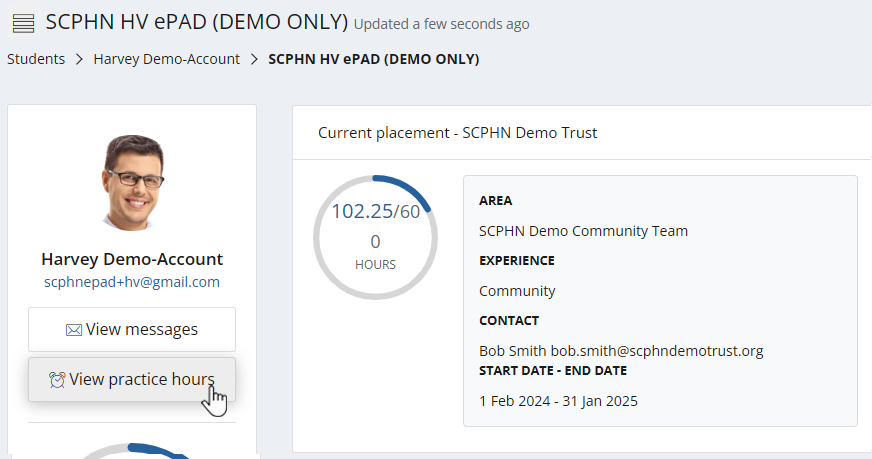 SCPHN HV ePAD (DEMO ONLY) Updated a few seconds ago
Students > Harvey Demo-Account > SCPHN HV ePAD (DEMO ONLY)
Harvey Demo-Account
scphnepad+hv@gmail.com
View messages
View practice hours
Current placement - SCPHN Demo Trust
102.25/60
0
HOURS
AREA
SCPHN Demo Community Team
EXPERIENCE
Community
CONTACT
Bob Smith bob.smith@scphndemotrust.org
START DATE - END DATE
1 Feb 2024 - 31 Jan 2025